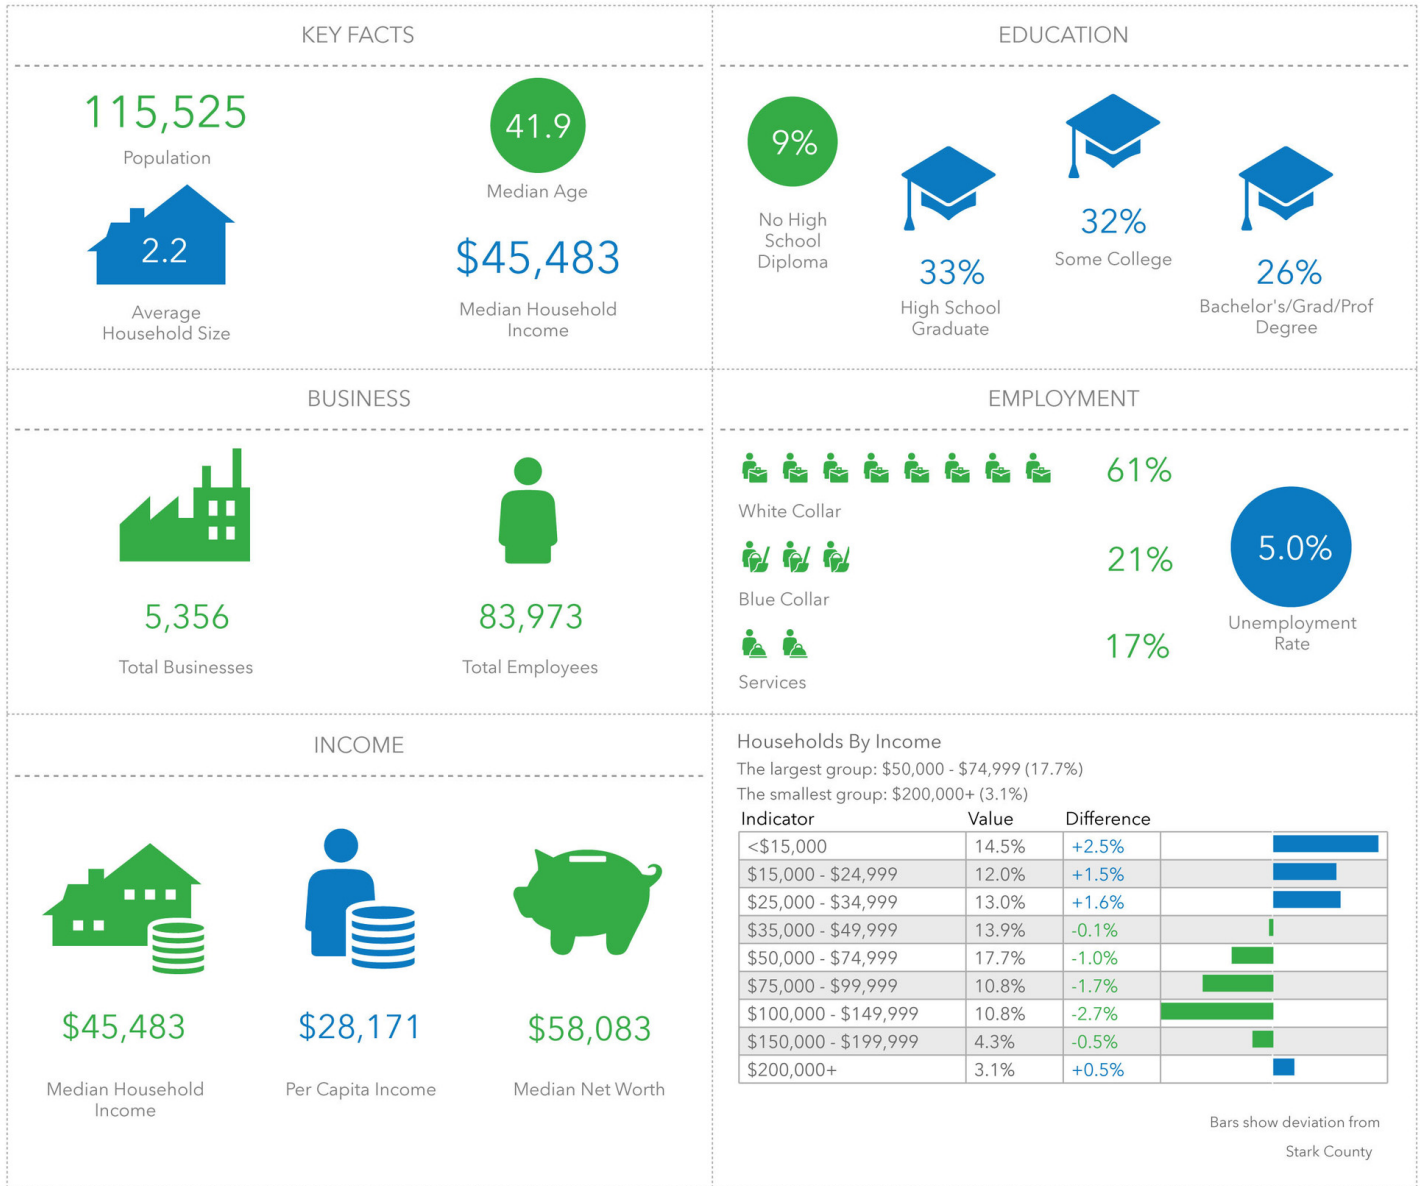 KEY FACTS
115,525
Population
41.9
Median Age
2.2
Average
Household Size
$45,483
Median Household
Income
EDUCATION
9%
No High
School
Diploma
33%
High School
Graduate
32%
Some College
26%
Bachelor's/Grad/Prof
Degree
BUSINESS
5,356
Total Businesses
83,973
Total Employees
EMPLOYMENT
61%
White Collar
21%
Blue Collar
17%
Services
5.0%
Unemployment
Rate
INCOME
$45,483
Median Household
Income
$28,171
Per Capita Income
$58,083
Median Net Worth
Households By Income
The largest group: $50,000 - $74,999 (17.7%)
The smallest group: $200,000+ (3.1%)
Indicator Value Difference
<$15,000 14.5% +2.5%
$15,000 - $24,999 12.0% +1.5%
$25,000 - $34,999 13.0% +1.6%
$35,000 - $49,999 13.9% -0.1%
$50,000 - $74,999 17.7% -1.0%
$75,000 - $99,999 10.8% -1.7%
$100,000 - $149,999 10.8% -2.7%
$150,000 - $199,999 4.3% -0.5%
$200,000+ 3.1% +0.5%
Bars show deviation from
Stark County